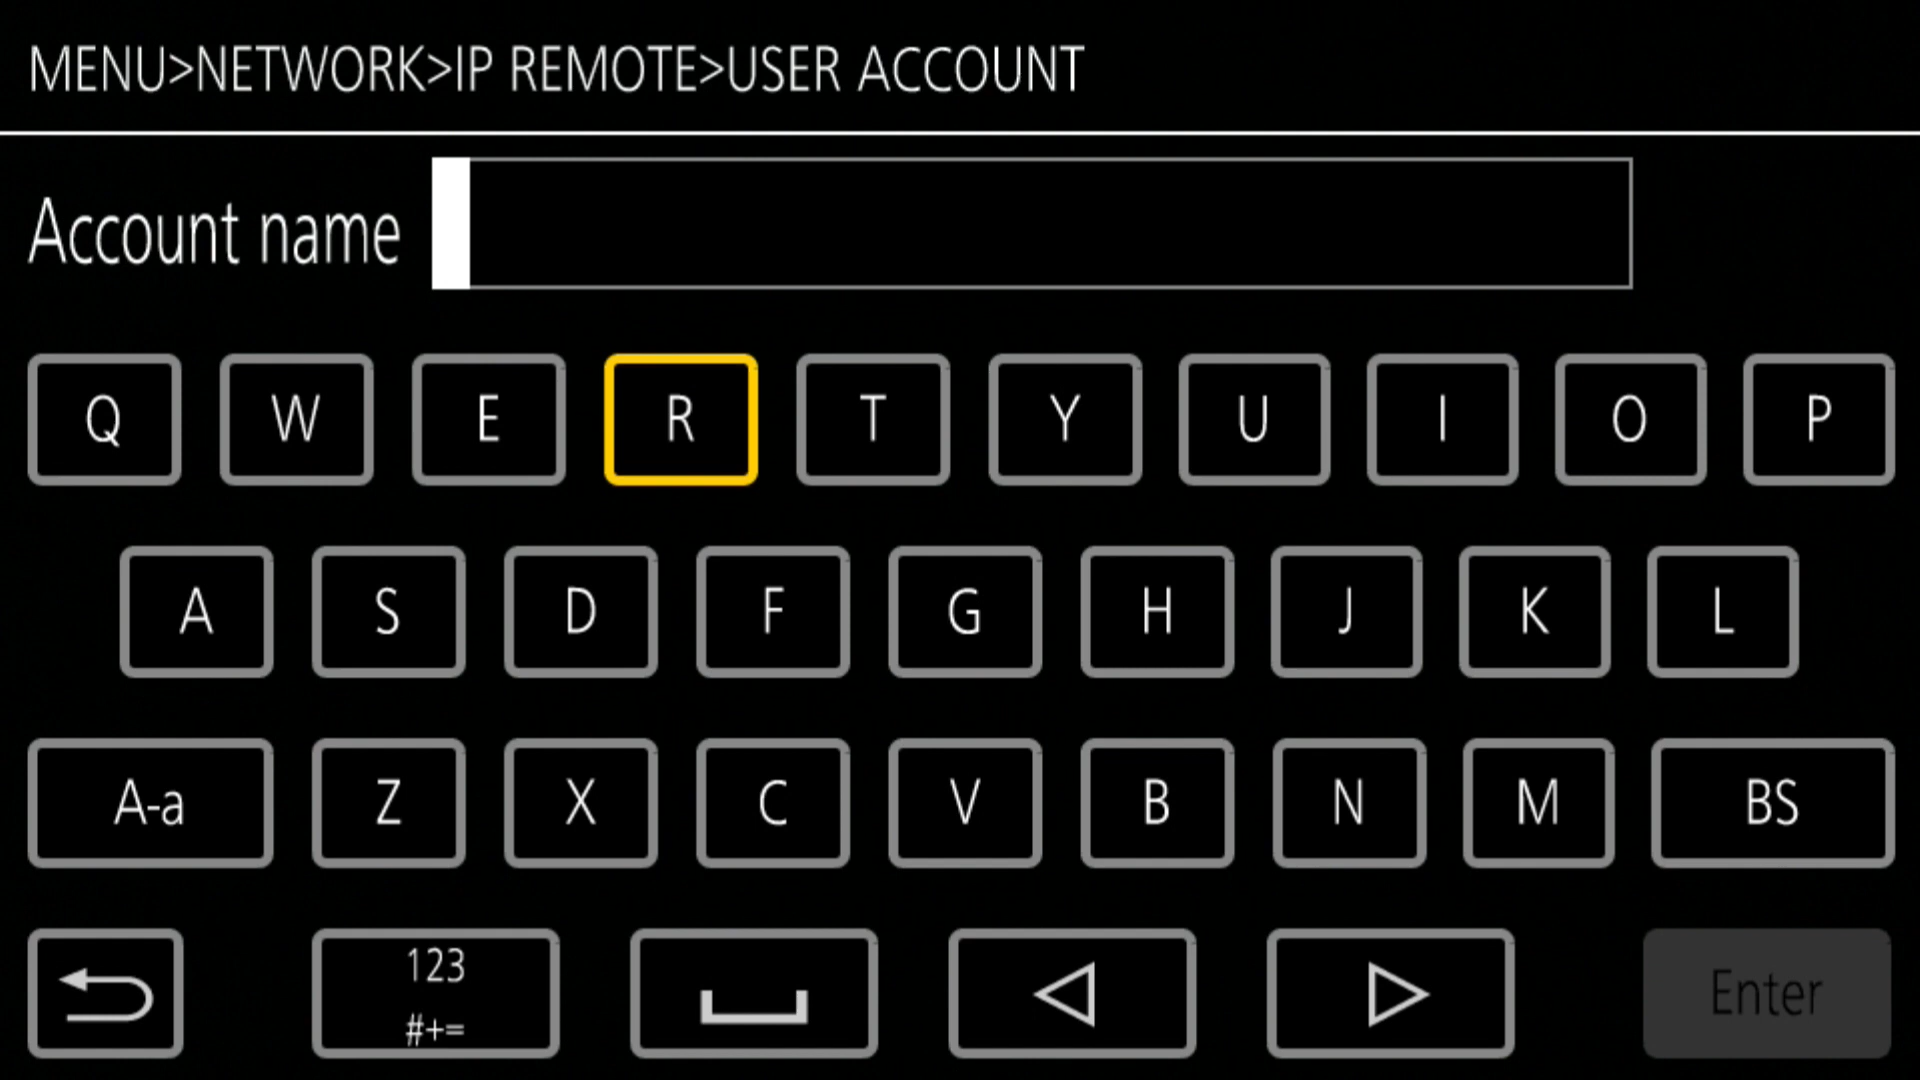 MENU>NETWORK>IP REMOTE>USER ACCOUNT
Account name
Q W E R T Y U I O P
A S D F G H J K L
A-a Z X C V B N M BS
123
#+=
Enter